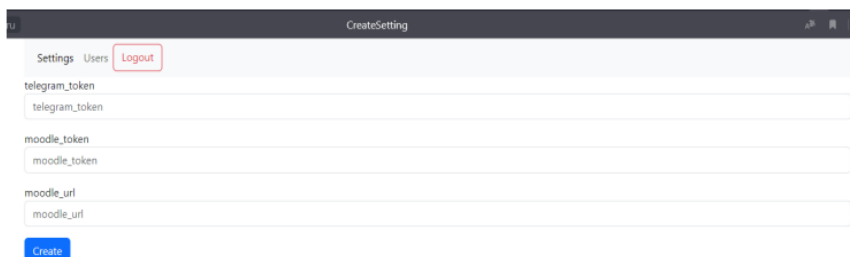 ru CreateSetting
Settings Users Logout
telegram_token
telegram_token
moodle_token
moodle_token
moodle_url
moodle_url
Create